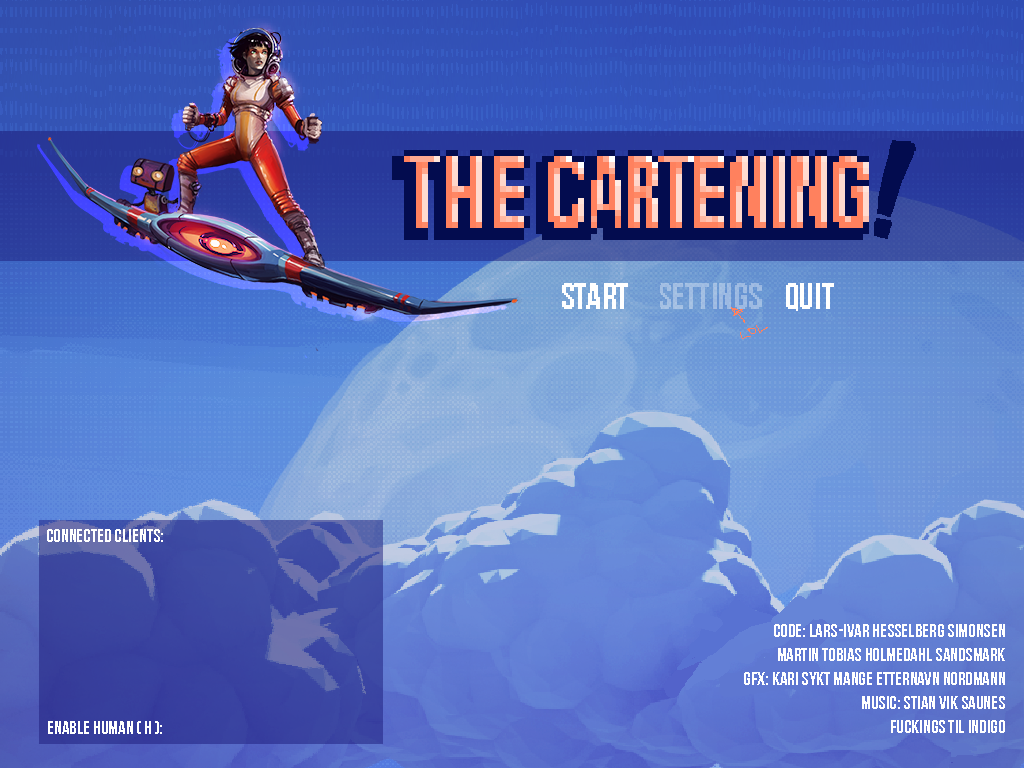 THE CARTENING!
START SETTINGS QUIT
CONNECTED CLIENTS:
ENABLE HUMAN ( H ):
CODE: LARS-IVAR HESSELBERG SIMONSEN
MARTIN TOBIAS HOLMEDAHL SANDSMARK
GFX: KARI SYKT MANGE ETTERNAVN NORDMANN
MUSIC: STIAN VIK SAUNES
FUCKINGS TIL INDIGO